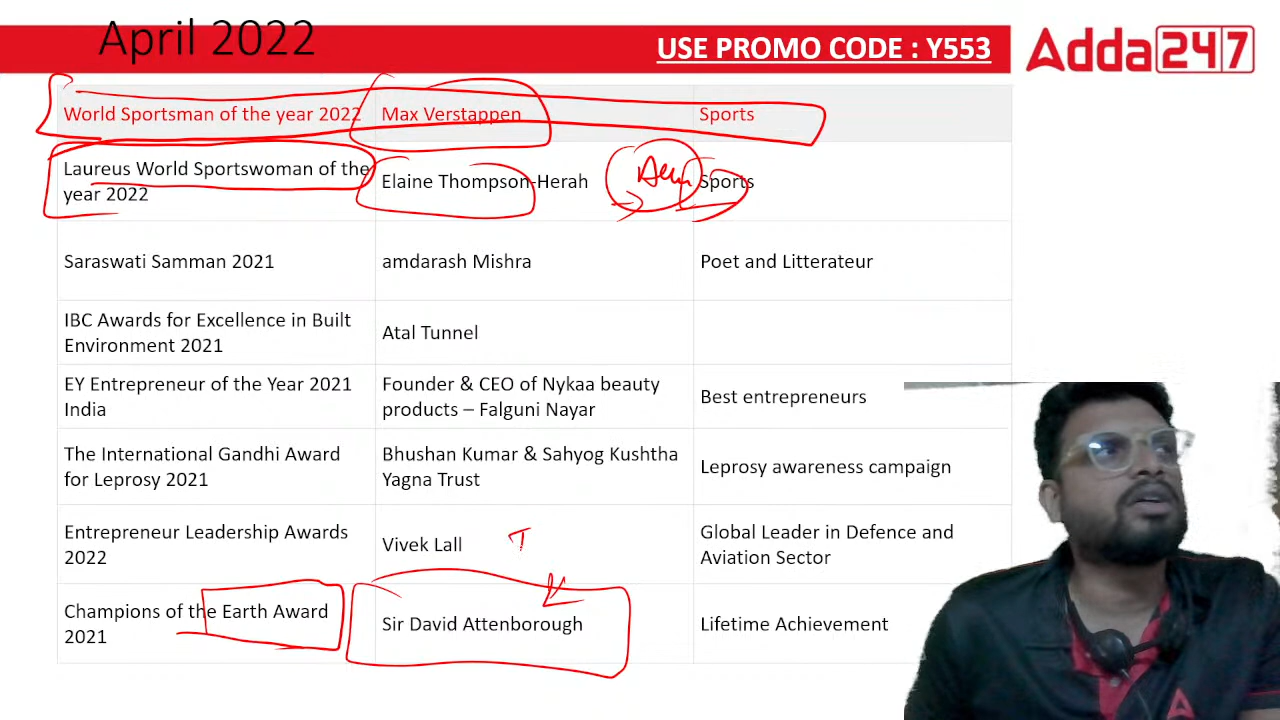 April 2022
USE PROMO CODE : Y553
Adda247
World Sportsman of the year 2022
Max Verstappen
Sports
Laureus World Sportswoman of the
year 2022
Elaine Thompson-Herah
Sports
Saraswati Samman 2021
amdarash Mishra
Poet and Litterateur
IBC Awards for Excellence in Built
Environment 2021
Atal Tunnel
EY Entrepreneur of the Year 2021
India
Founder & CEO of Nykaa beauty
products – Falguni Nayar
Best entrepreneurs
The International Gandhi Award
for Leprosy 2021
Bhushan Kumar & Sahyog Kushtha
Yagna Trust
Leprosy awareness campaign
Entrepreneur Leadership Awards
2022
Vivek Lall
Global Leader in Defence and
Aviation Sector
Champions of the Earth Award
2021
Sir David Attenborough
Lifetime Achievement